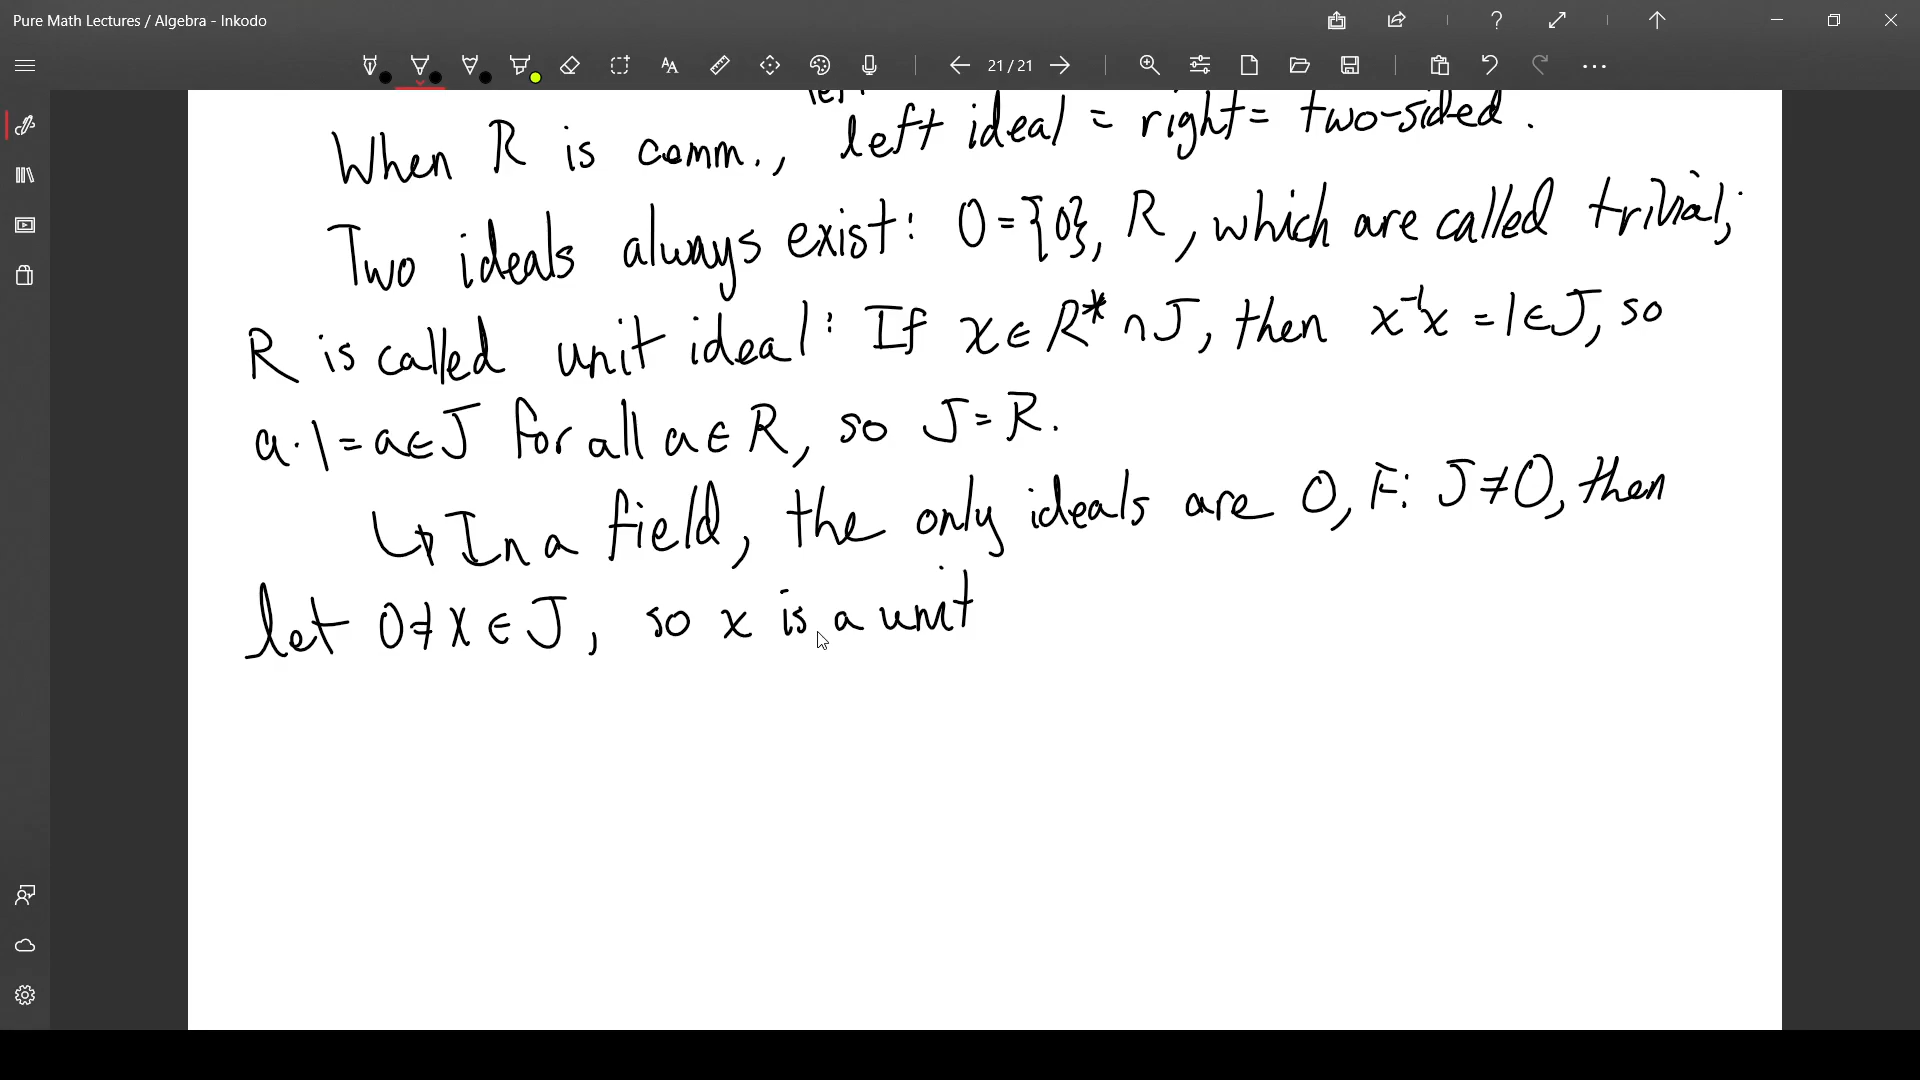 Pure Math Lectures / Algebra - Inkodo
21 / 21
When R is comm., left ideal = right = two-sided.
Two ideals always exist: 0 = {0}, R, which are called trivial;
R is called unit ideal: If x ∈ R* ∩ J, then x⁻¹x = 1 ∈ J, so
a·1 = a ∈ J for all a ∈ R, so J = R.
↳ In a field, the only ideals are 0, F: J ≠ 0, then
let 0 ≠ x ∈ J, so x is a unit